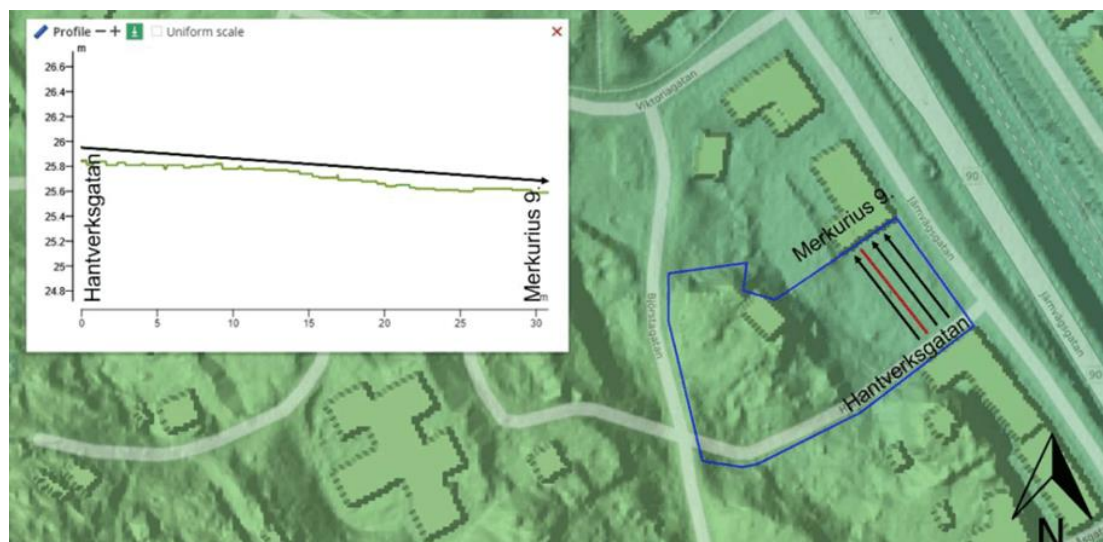 Profile − +
Uniform scale
m
26.6
26.4
26.2
26
25.8
25.6
25.4
25.2
25
24.8
Hantverksgatan
Merkurius 9.
m
0
5
10
15
20
25
30
Viktoriagatan
90
Järnvägsgatan
Merkurius 9.
Björstagatan
Järnvägsgatan
Hantverksgatan
H
90
N